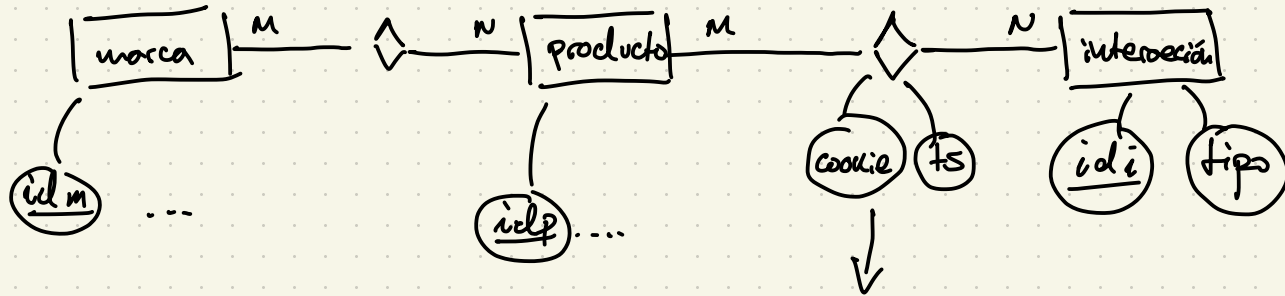 M N M N
marca producto interacción
cookie ts idi tipo
idm .... idp ....